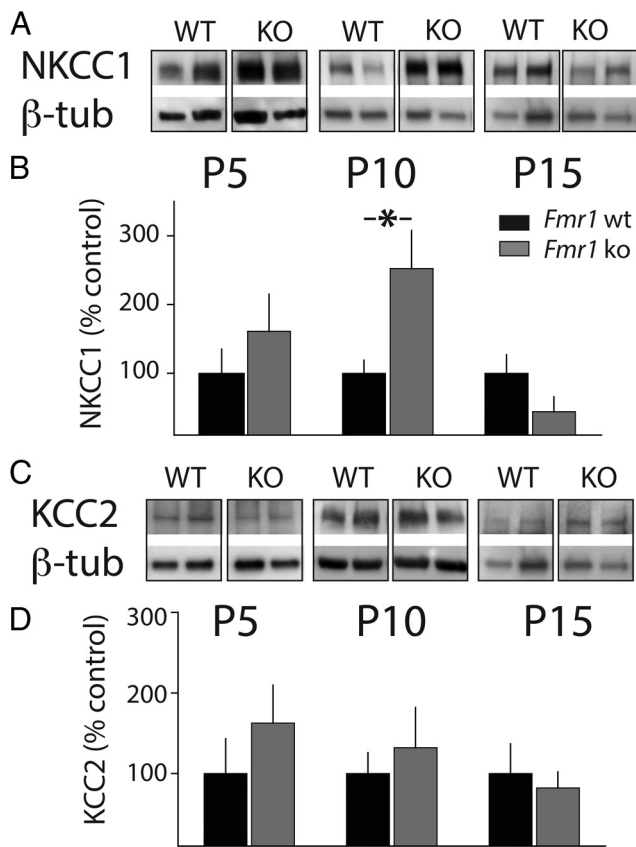 A
WT KO WT KO WT KO
NKCC1
β-tub
B
P5 P10 P15
NKCC1 (% control)
300
200
100
-*-
Fmr1 wt
Fmr1 ko
C
WT KO WT KO WT KO
KCC2
β-tub
D
P5 P10 P15
KCC2 (% control)
300
200
100